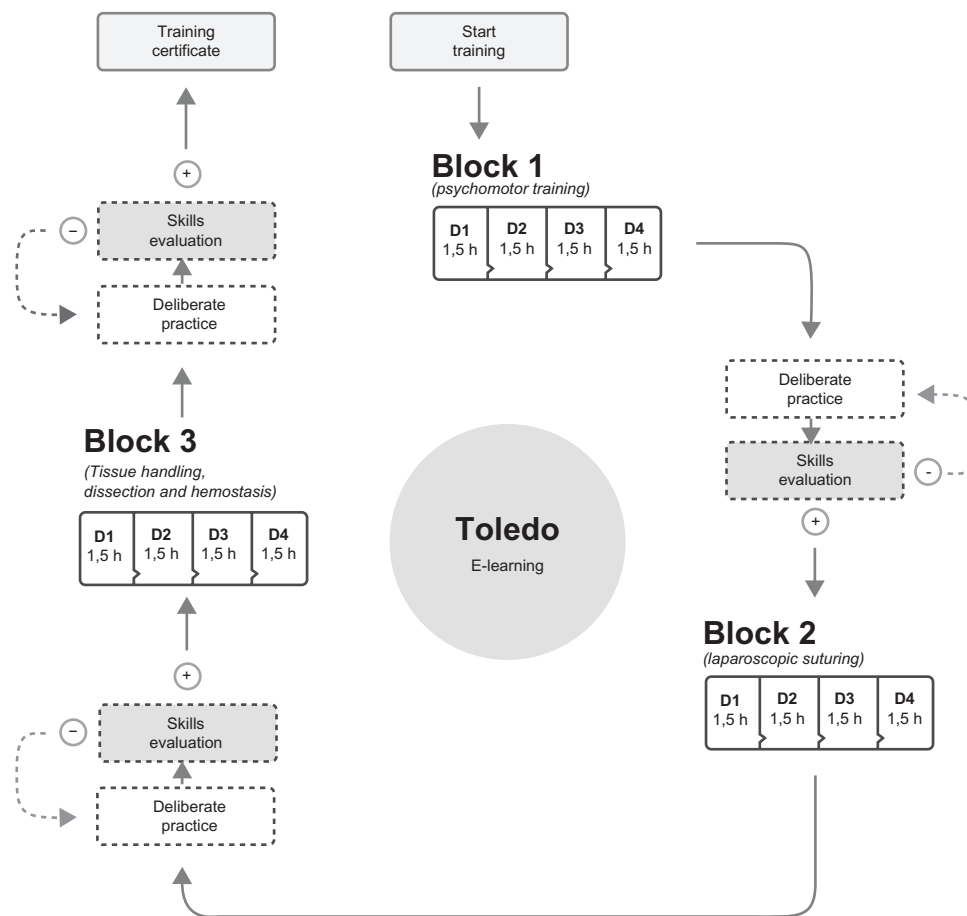 Training
certificate
Start
training
Block 1
(psychomotor training)
D1 D2 D3 D4
1,5 h 1,5 h 1,5 h 1,5 h
Deliberate
practice
Skills
evaluation
-
+
Block 2
(laparoscopic suturing)
D1 D2 D3 D4
1,5 h 1,5 h 1,5 h 1,5 h
Deliberate
practice
Skills
evaluation
−
+
Block 3
(Tissue handling,
dissection and hemostasis)
D1 D2 D3 D4
1,5 h 1,5 h 1,5 h 1,5 h
Deliberate
practice
Skills
evaluation
−
+
Toledo
E-learning